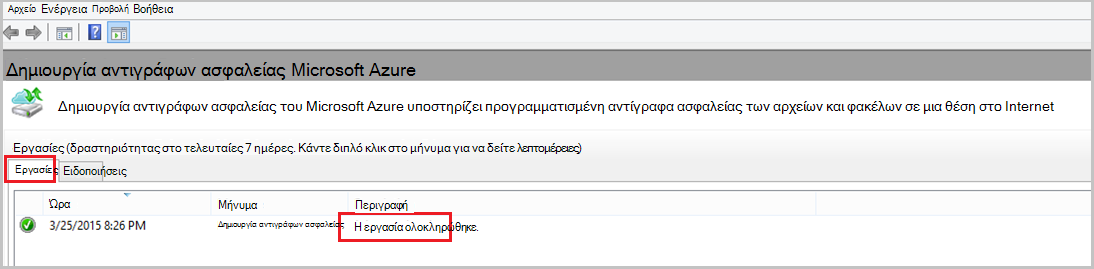 Αρχείο Ενέργεια Προβολή Βοήθεια
Δημιουργία αντιγράφων ασφαλείας Microsoft Azure
Δημιουργία αντιγράφων ασφαλείας του Microsoft Azure υποστηρίζει προγραμματισμένη αντίγραφα ασφαλείας των αρχείων και φακέλων σε μια θέση στο Internet
Εργασίες (δραστηριότητας στο τελευταίες 7 ημέρες. Κάντε διπλό κλικ στο μήνυμα για να δείτε λεπτομέρειες)
Εργασίες Ειδοποιήσεις
Ώρα Μήνυμα Περιγραφή
3/25/2015 8:26 PM Δημιουργία αντιγράφων ασφαλείας Η εργασία ολοκληρώθηκε.